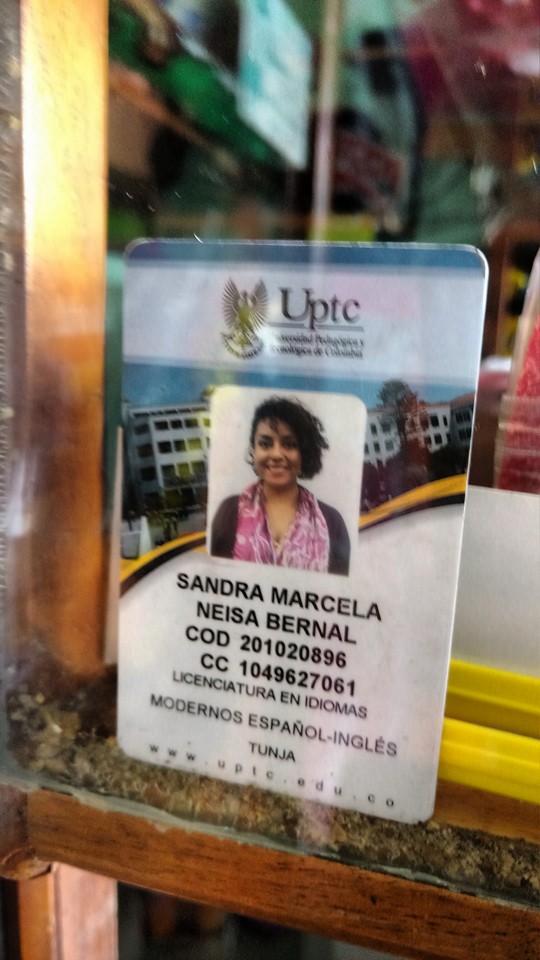 Uptc
Universidad Pedagógica y
Tecnológica de Colombia
SANDRA MARCELA
NEISA BERNAL
COD 201020896
CC 1049627061
LICENCIATURA EN IDIOMAS
MODERNOS ESPAÑOL-INGLÉS
TUNJA
www.uptc.edu.co